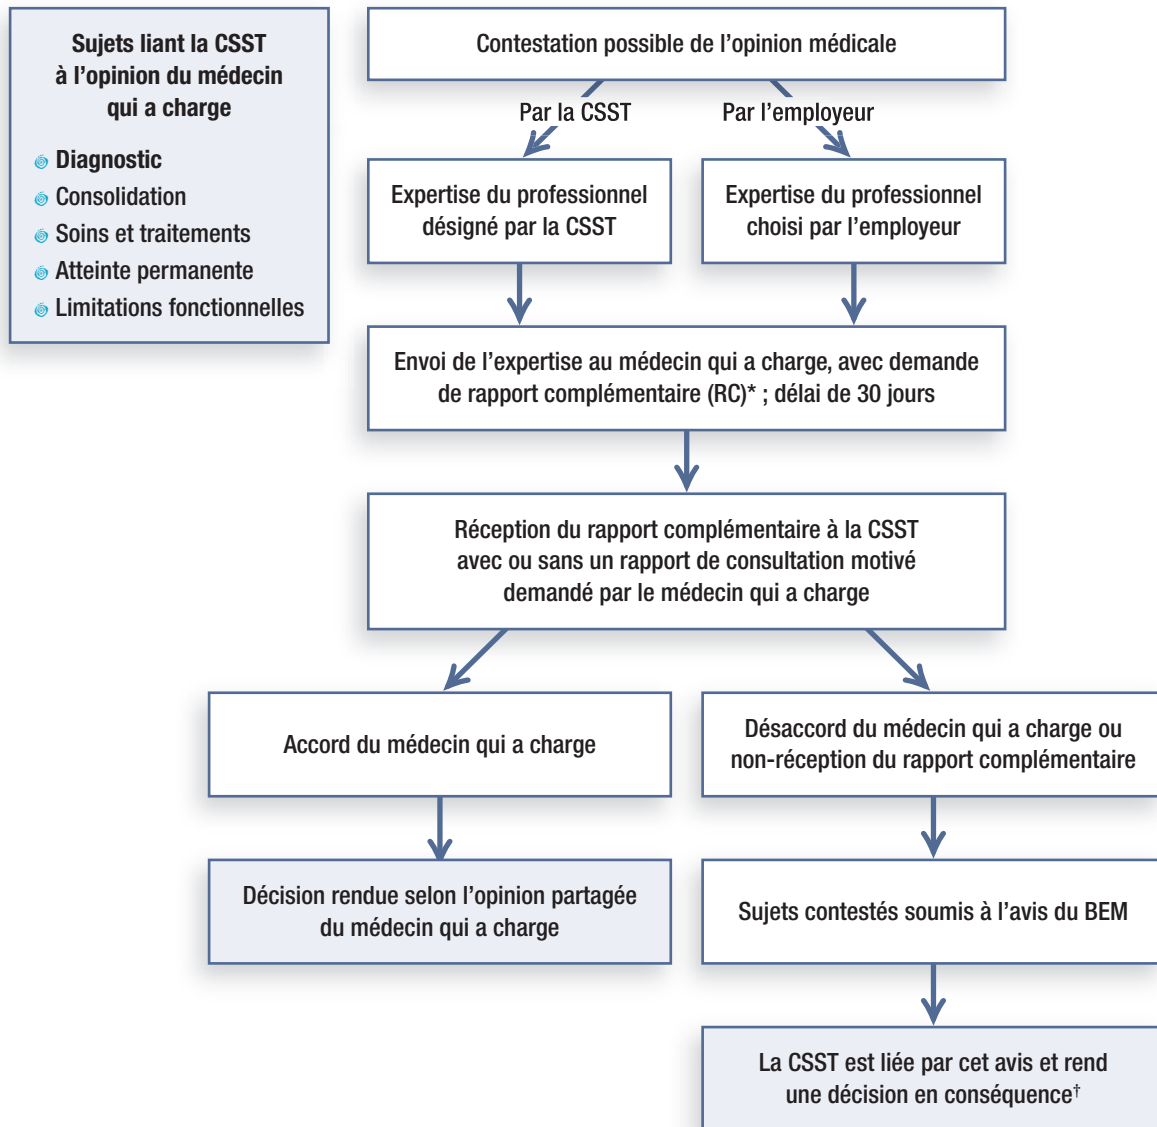 Sujets liant la CSST
à l'opinion du médecin
qui a charge
Diagnostic
Consolidation
Soins et traitements
Atteinte permanente
Limitations fonctionnelles
Contestation possible de l'opinion médicale
Par la CSST
Par l'employeur
Expertise du professionnel
désigné par la CSST
Expertise du professionnel
choisi par l'employeur
Envoi de l'expertise au médecin qui a charge, avec demande
de rapport complémentaire (RC)* ; délai de 30 jours
Réception du rapport complémentaire à la CSST
avec ou sans un rapport de consultation motivé
demandé par le médecin qui a charge
Accord du médecin qui a charge
Désaccord du médecin qui a charge ou
non-réception du rapport complémentaire
Décision rendue selon l'opinion partagée
du médecin qui a charge
Sujets contestés soumis à l'avis du BEM
La CSST est liée par cet avis et rend
une décision en conséquence†